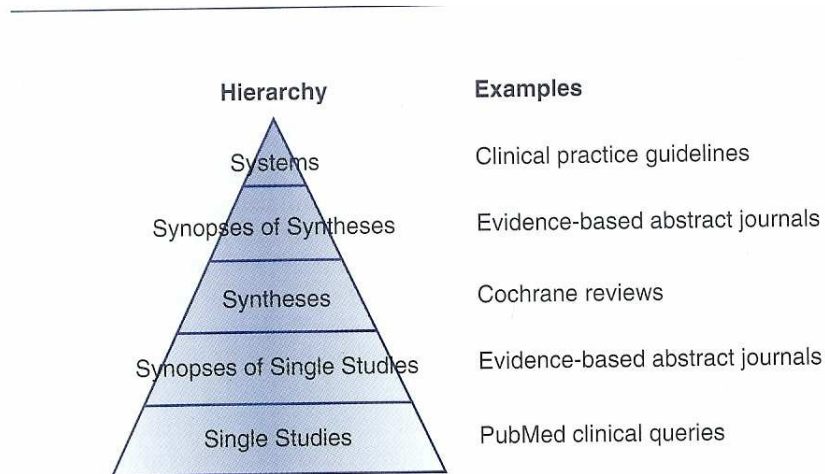 Hierarchy Examples
Systems Clinical practice guidelines
Synopses of Syntheses Evidence-based abstract journals
Syntheses Cochrane reviews
Synopses of Single Studies Evidence-based abstract journals
Single Studies PubMed clinical queries